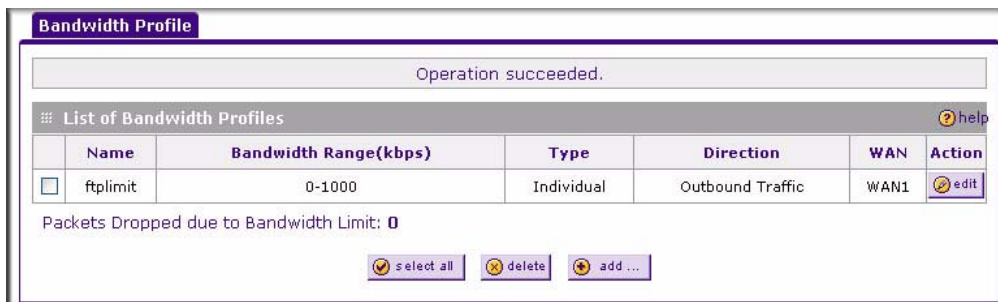 Bandwidth Profile
Operation succeeded.
List of Bandwidth Profiles help
Name Bandwidth Range(kbps) Type Direction WAN Action
ftplimit 0-1000 Individual Outbound Traffic WAN1 edit
Packets Dropped due to Bandwidth Limit: 0
select all delete add ...